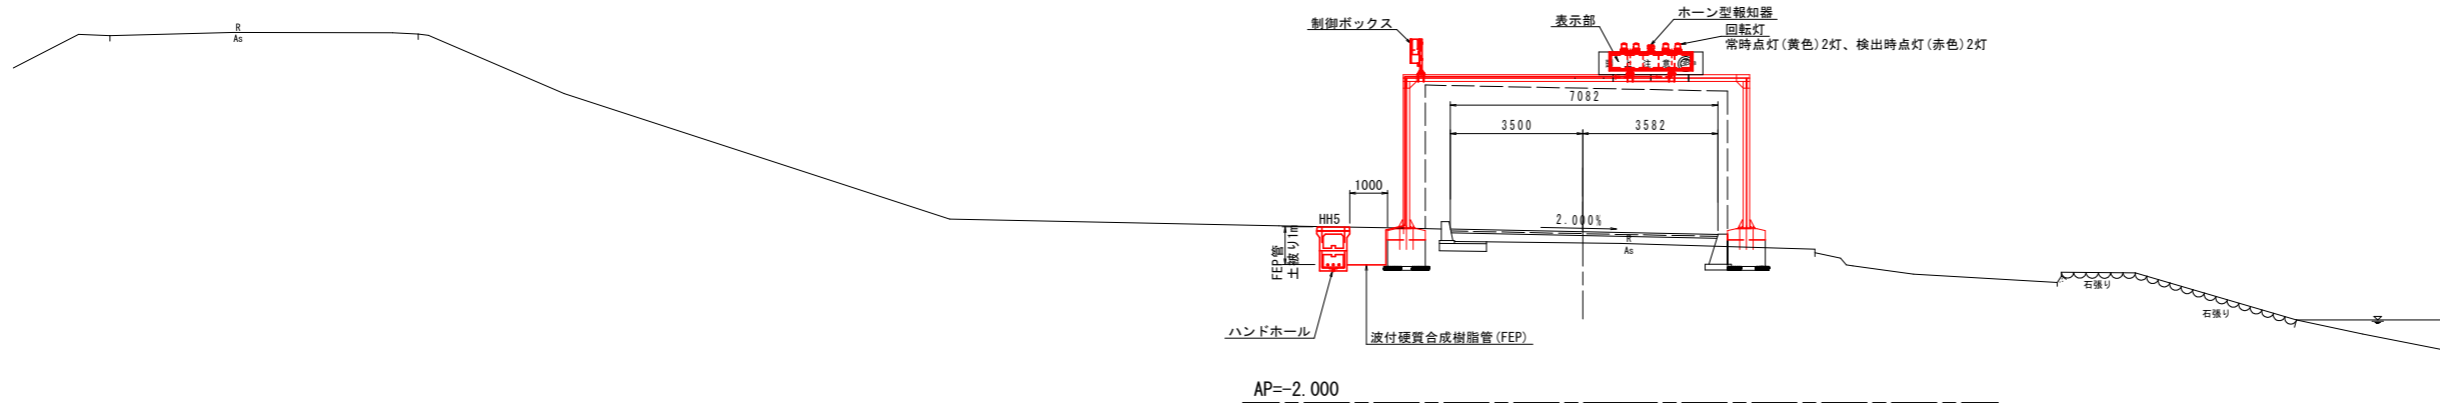 R
As
制御ボックス
表示部
ホーン型報知器
回転灯
常時点灯(黄色)2灯、検出時点灯(赤色)2灯
7082
3500
3582
1000
HH5
2.000%
R
As
FEP管
土被り1m
ハンドホール
波付硬質合成樹脂管(FEP)
石張り
石張り
AP=-2.000